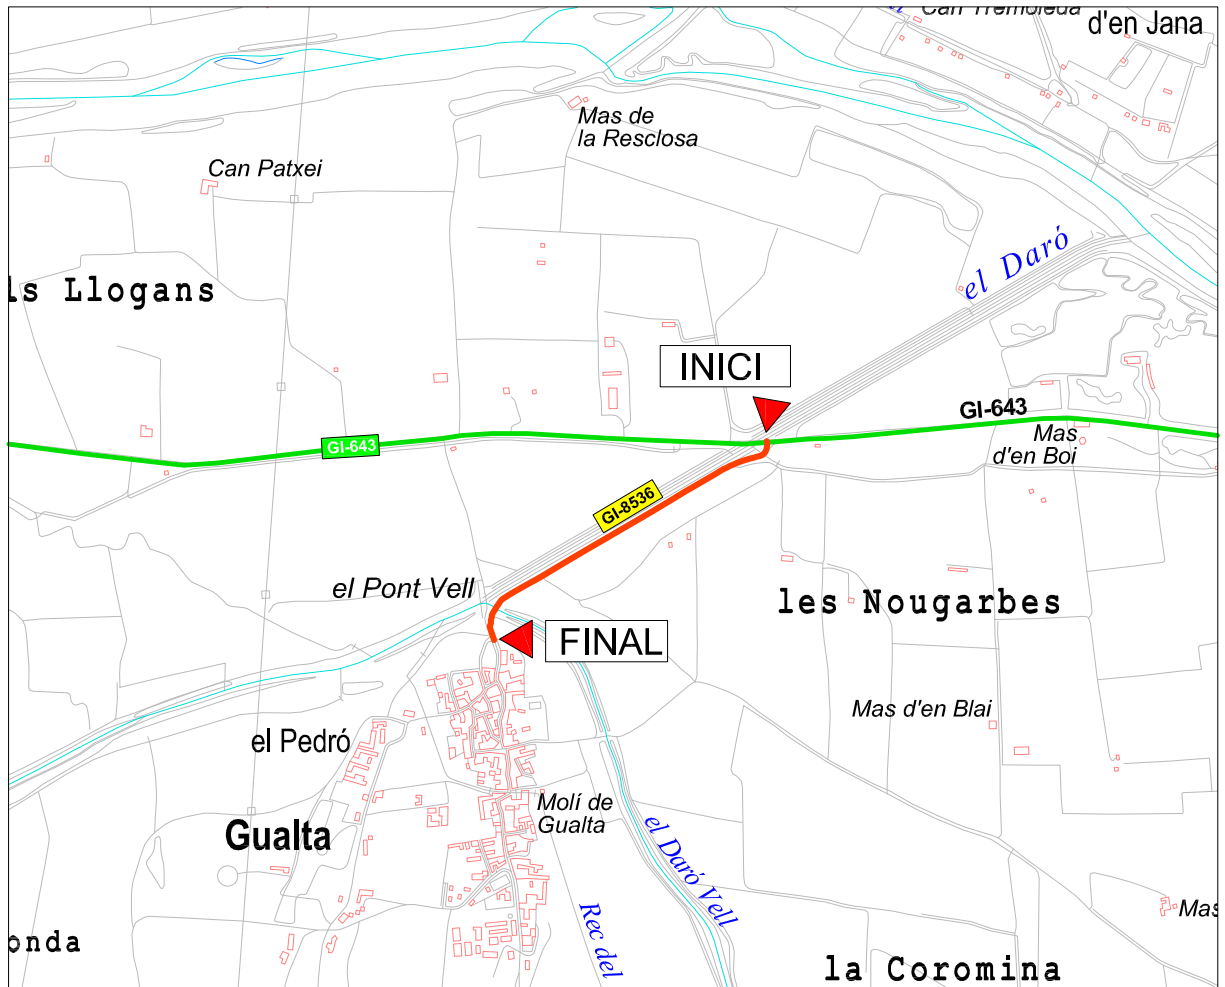 Can Trembleda
d'en Jana
Mas de
la Resclosa
Can Patxei
el Daró
ls Llogans
INICI
GI-643
GI-643
Mas
d'en Boi
GI-8536
el Pont Vell
les Nougarbes
FINAL
Mas d'en Blai
el Pedró
Molí de
Gualta
Gualta
el Daró Vell
Rec del
Mas
onda
la Coromina